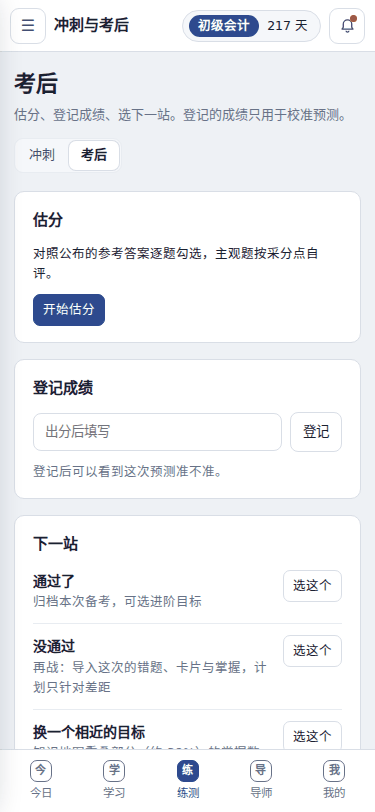 ☰ 冲刺与考后 初级会计 217 天
考后
估分、登记成绩、选下一站。登记的成绩只用于校准预测。
冲刺 考后
估分
对照公布的参考答案逐题勾选，主观题按采分点自
评。
开始估分
登记成绩
出分后填写 登记
登记后可以看到这次预测准不准。
下一站
通过了 选这个
归档本次备考，可选进阶目标
没通过 选这个
再战：导入这次的错题、卡片与掌握，计
划只针对差距
换一个相近的目标 选这个
今 学 练 导 我
今日 学习 练测 导师 我的